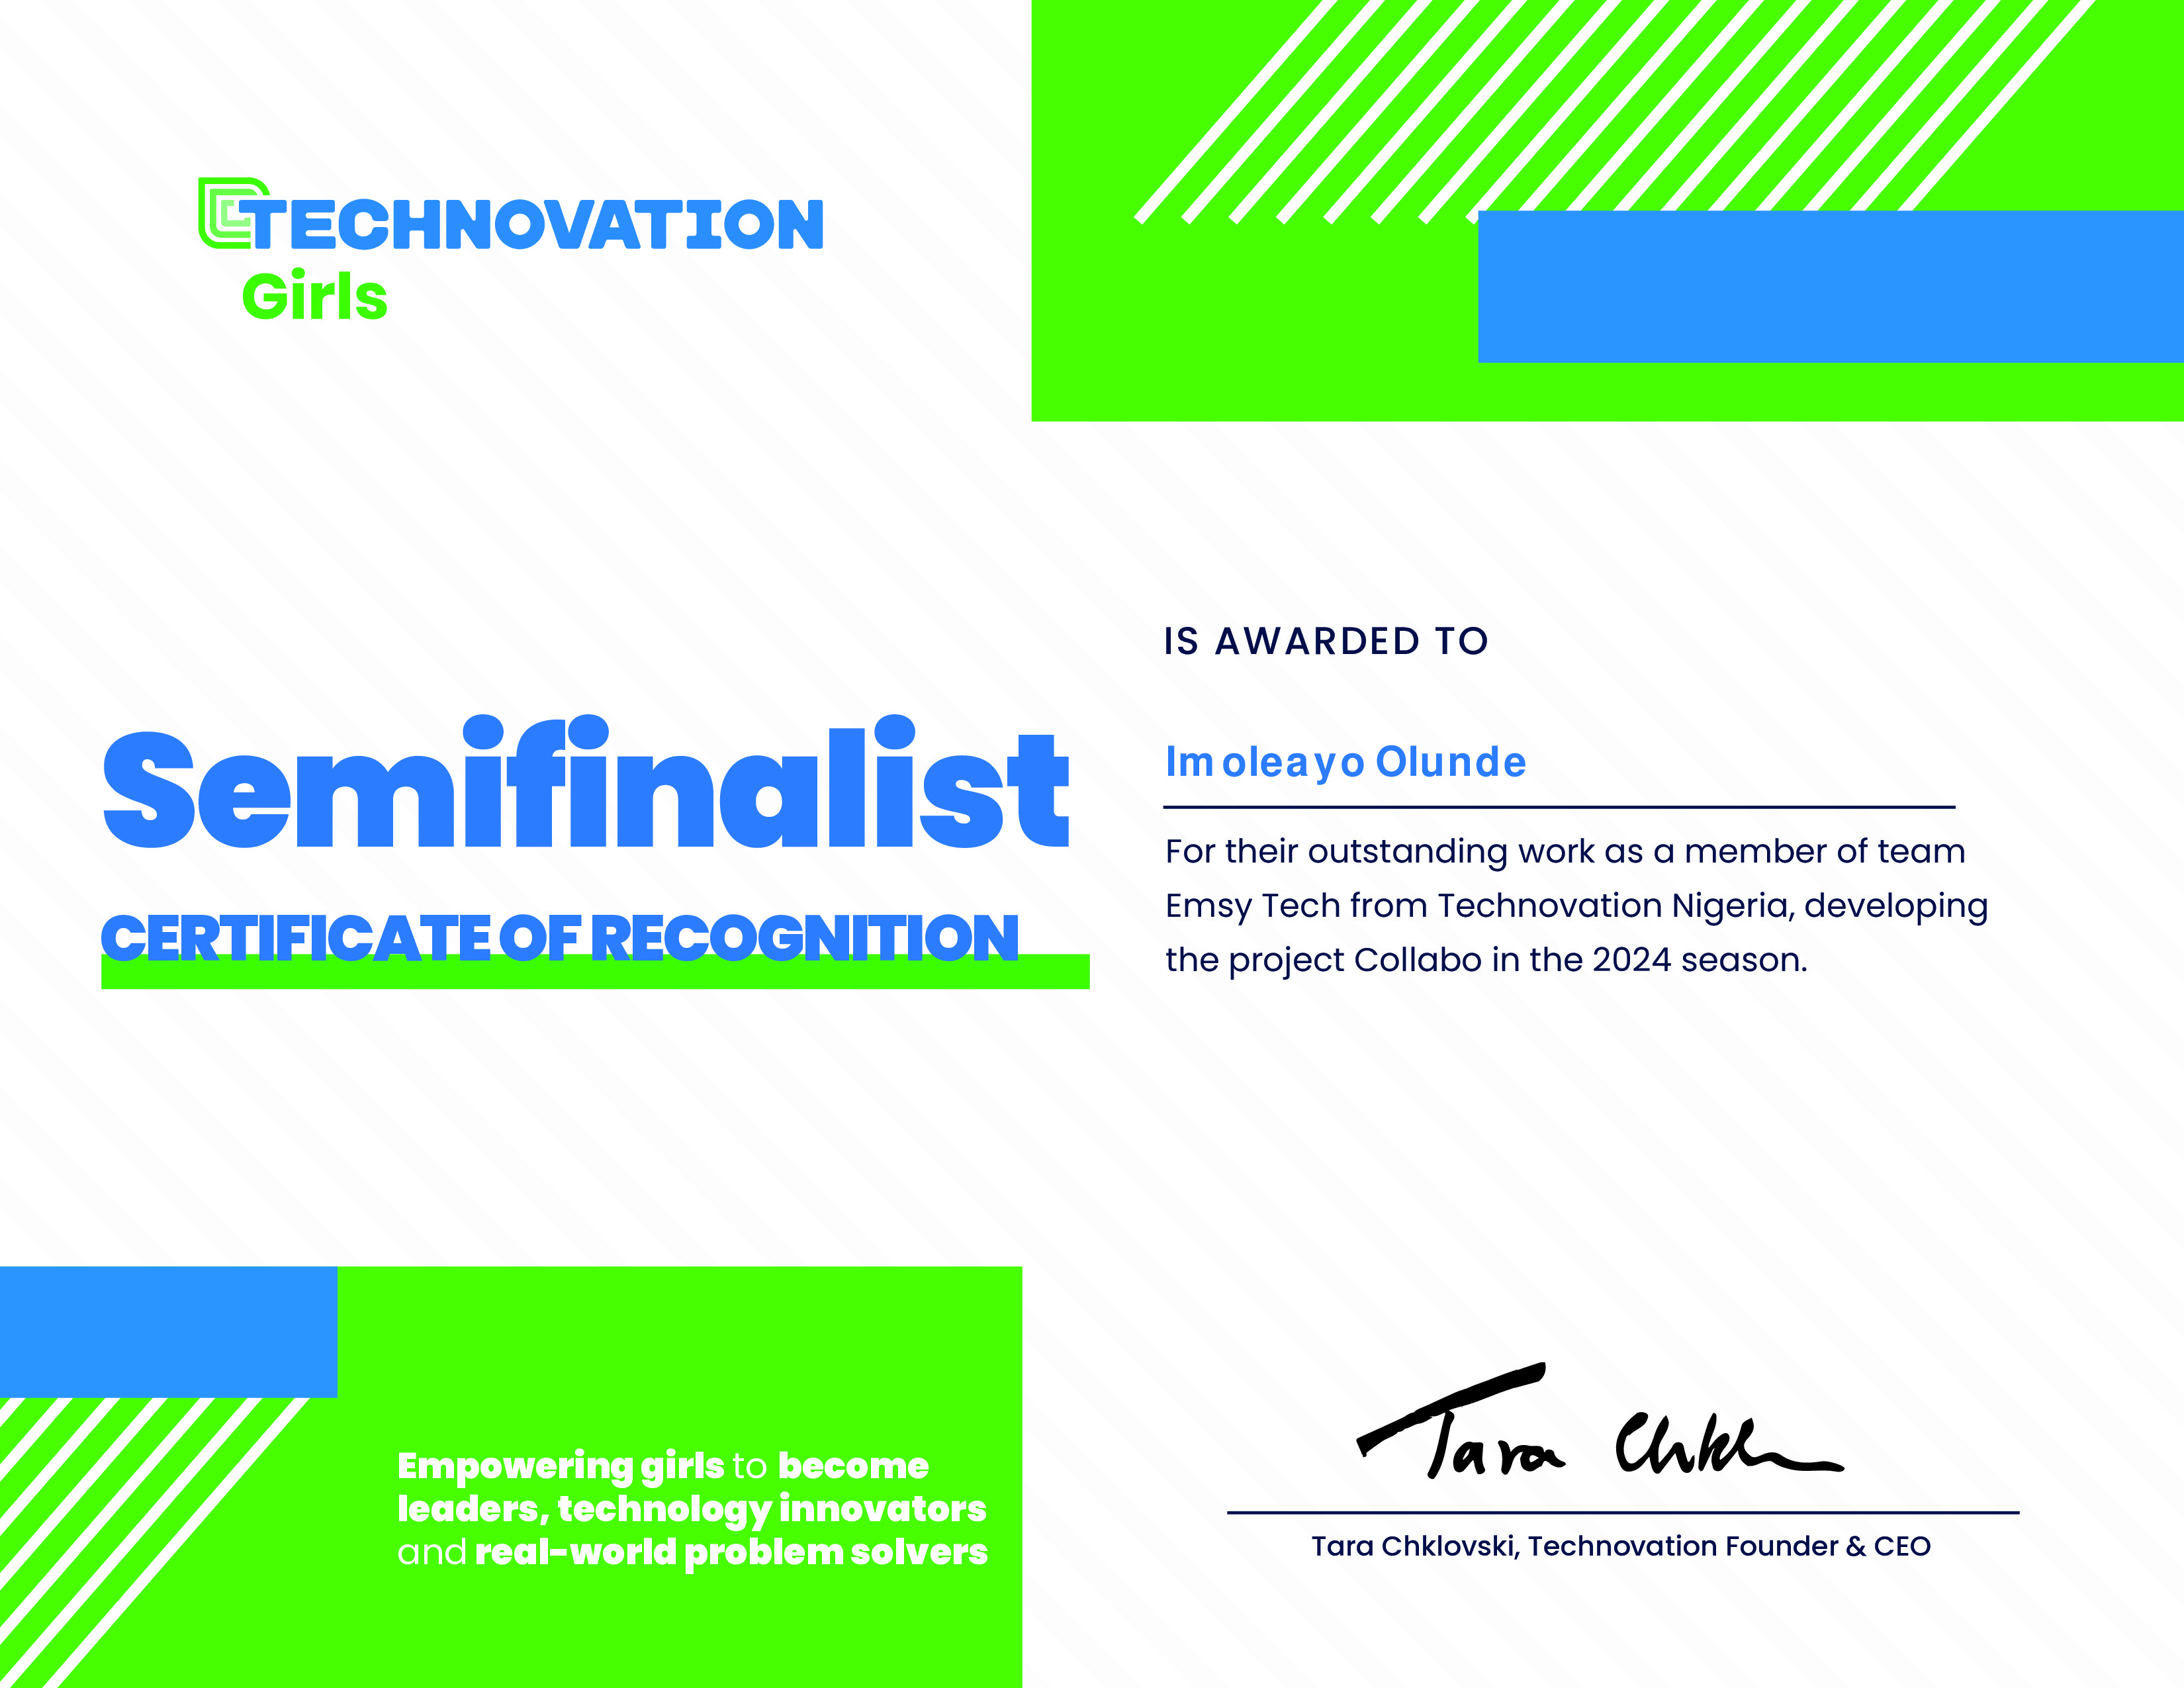 TECHNOVATION
Girls
Semifinalist
CERTIFICATE OF RECOGNITION
IS AWARDED TO
Imoleayo Olunde
For their outstanding work as a member of team
Emsy Tech from Technovation Nigeria, developing
the project Collabo in the 2024 season.
Empowering girls to become
leaders, technology innovators
and real-world problem solvers
Tara Chkl
Tara Chklovski, Technovation Founder & CEO